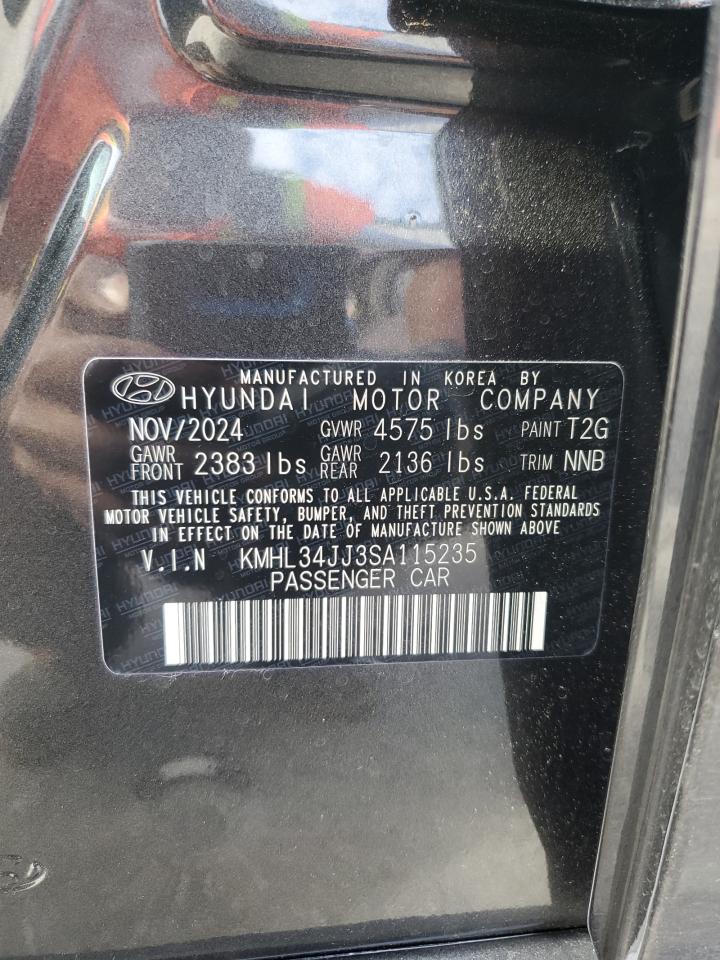 MANUFACTURED IN KOREA BY
HYUNDAI MOTOR COMPANY
NOV/2024 GVWR 4575 lbs PAINT T2G
GAWR FRONT 2383 lbs GAWR REAR 2136 lbs TRIM NNB
THIS VEHICLE CONFORMS TO ALL APPLICABLE U.S.A. FEDERAL
MOTOR VEHICLE SAFETY, BUMPER, AND THEFT PREVENTION STANDARDS
IN EFFECT ON THE DATE OF MANUFACTURE SHOWN ABOVE
V.I.N KMHL34JJ3SA115235
PASSENGER CAR